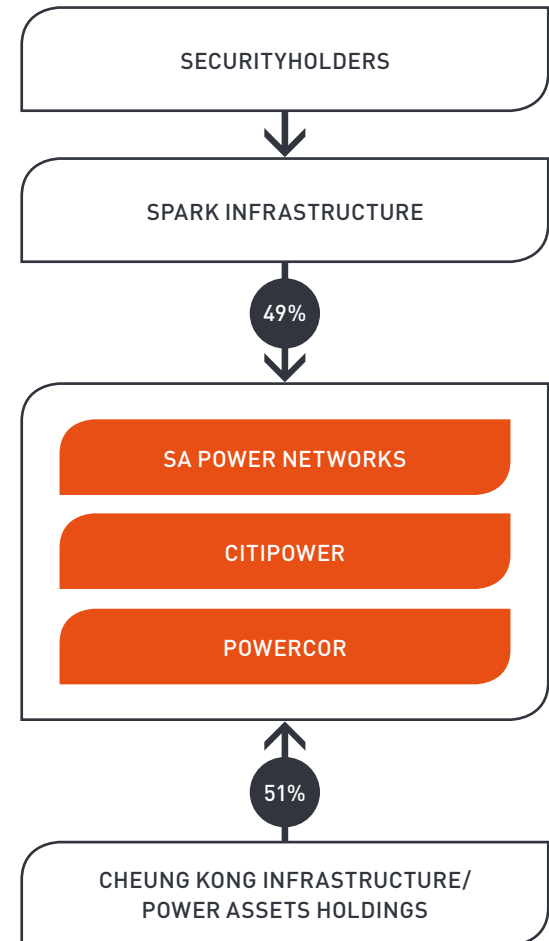 SECURITYHOLDERS
SPARK INFRASTRUCTURE
49%
SA POWER NETWORKS
CITIPOWER
POWERCOR
51%
CHEUNG KONG INFRASTRUCTURE/
POWER ASSETS HOLDINGS